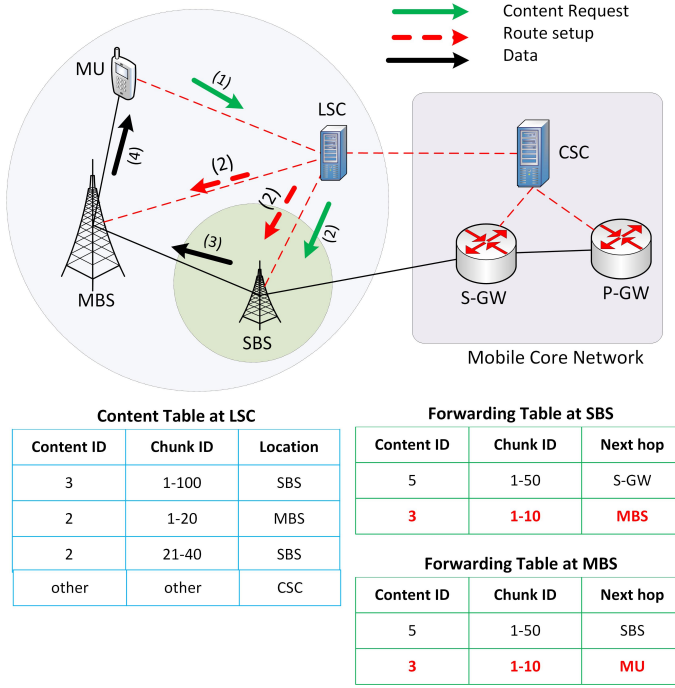 Content Request
Route setup
Data
MU
(1)
LSC
CSC
(4)
(2)
(2)
(2)
(3)
MBS
SBS
S-GW
P-GW
Mobile Core Network
Content Table at LSC
Content ID Chunk ID Location
3 1-100 SBS
2 1-20 MBS
2 21-40 SBS
other other CSC
Forwarding Table at SBS
Content ID Chunk ID Next hop
5 1-50 S-GW
3 1-10 MBS
Forwarding Table at MBS
Content ID Chunk ID Next hop
5 1-50 SBS
3 1-10 MU